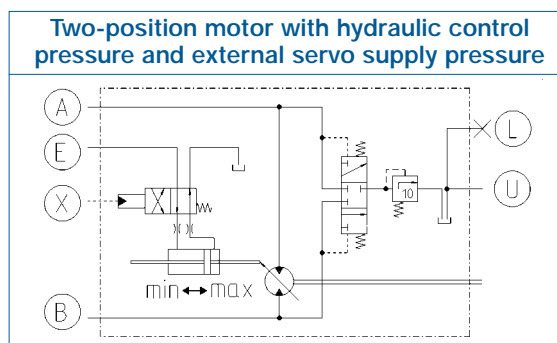 Two-position motor with hydraulic control
pressure and external servo supply pressure
A
L
E
U
X
10
min max
B